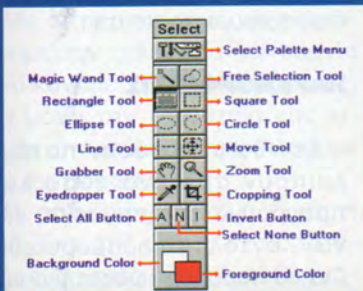 Select
Select Palette Menu
Magic Wand Tool
Free Selection Tool
Rectangle Tool
Square Tool
Ellipse Tool
Circle Tool
Line Tool
Move Tool
Grabber Tool
Zoom Tool
Eyedropper Tool
Cropping Tool
Select All Button
A N I
Invert Button
Select None Button
Background Color
Foreground Color